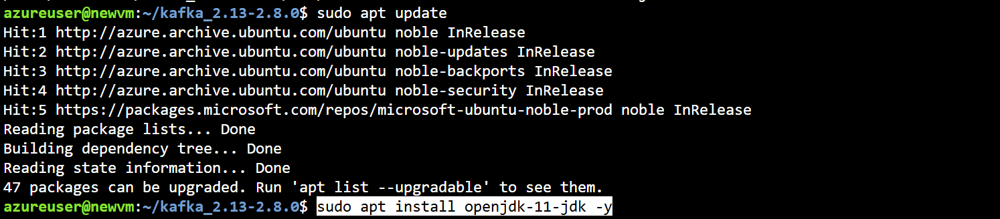 azureuser@newvm:~/kafka_2.13-2.8.0$ sudo apt update
Hit:1 http://azure.archive.ubuntu.com/ubuntu noble InRelease
Hit:2 http://azure.archive.ubuntu.com/ubuntu noble-updates InRelease
Hit:3 http://azure.archive.ubuntu.com/ubuntu noble-backports InRelease
Hit:4 http://azure.archive.ubuntu.com/ubuntu noble-security InRelease
Hit:5 https://packages.microsoft.com/repos/microsoft-ubuntu-noble-prod noble InRelease
Reading package lists... Done
Building dependency tree... Done
Reading state information... Done
47 packages can be upgraded. Run 'apt list --upgradable' to see them.
azureuser@newvm:~/kafka_2.13-2.8.0$ sudo apt install openjdk-11-jdk -y